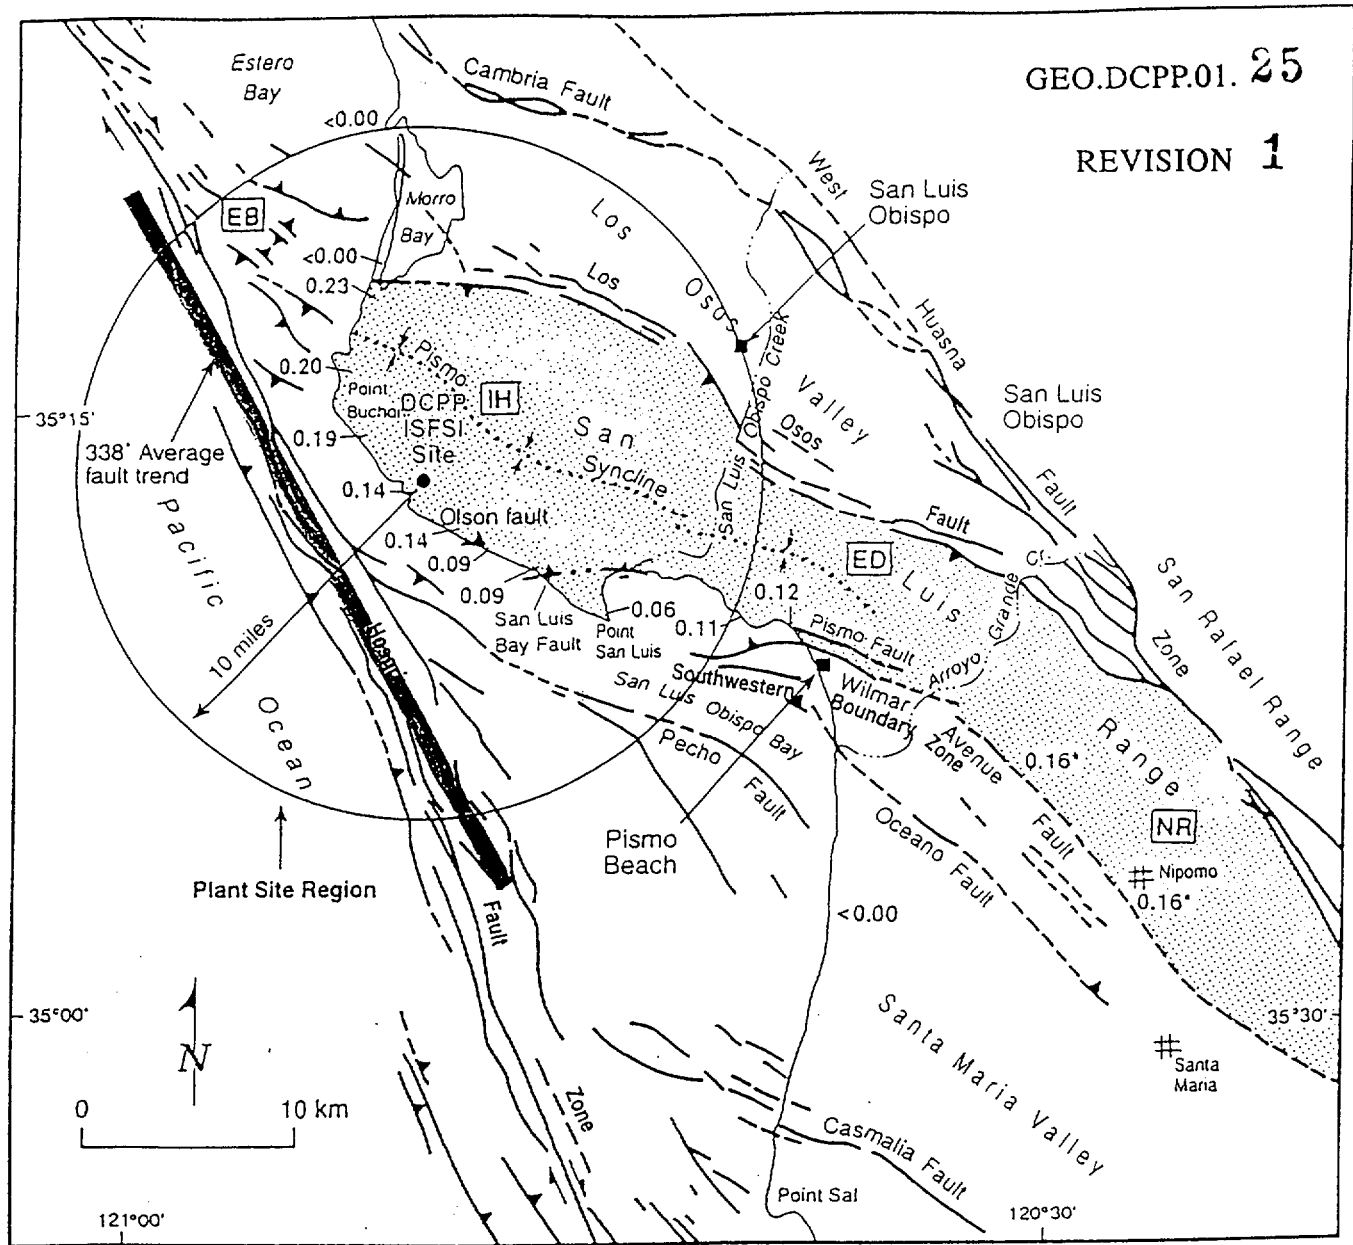 GEO.DCPP.01. 25
REVISION 1
Estero
Bay
Cambria Fault
<0.00
West
San Luis
Obispo
EB
Morro
Bay
Los
<0.00
0.23
Los
Osos
Huasna
0.20
Pismo
Point
Buchon
DCPP
ISFSI
Site
IH
San
Syncline
San Luis Obispo Creek
Valley
Osos
San Luis
Obispo
35°15'
0.19
338° Average
fault trend
0.14
Olson fault
0.14
0.09
0.09
San Luis
Bay Fault
Point
San Luis
0.06
0.11
0.12
Fault
ED
Luis
Fault
Zone
San Rafael Range
Pacific
Ocean
10 miles
Hosgri
Pismo Fault
Arroyo Grande
Southwestern
Wilmar
Boundary
Avenue
Zone
San Luis Obispo Bay
Pecho
Fault
Range
0.16*
Fault
NR
Oceano Fault
Pismo
Beach
Nipomo
0.16*
Plant Site Region
Fault
<0.00
35°00'
35°30'
N
0
10 km
Santa Maria Valley
Santa
Maria
Zone
Casmalia Fault
Point Sal
121°00'
120°30'